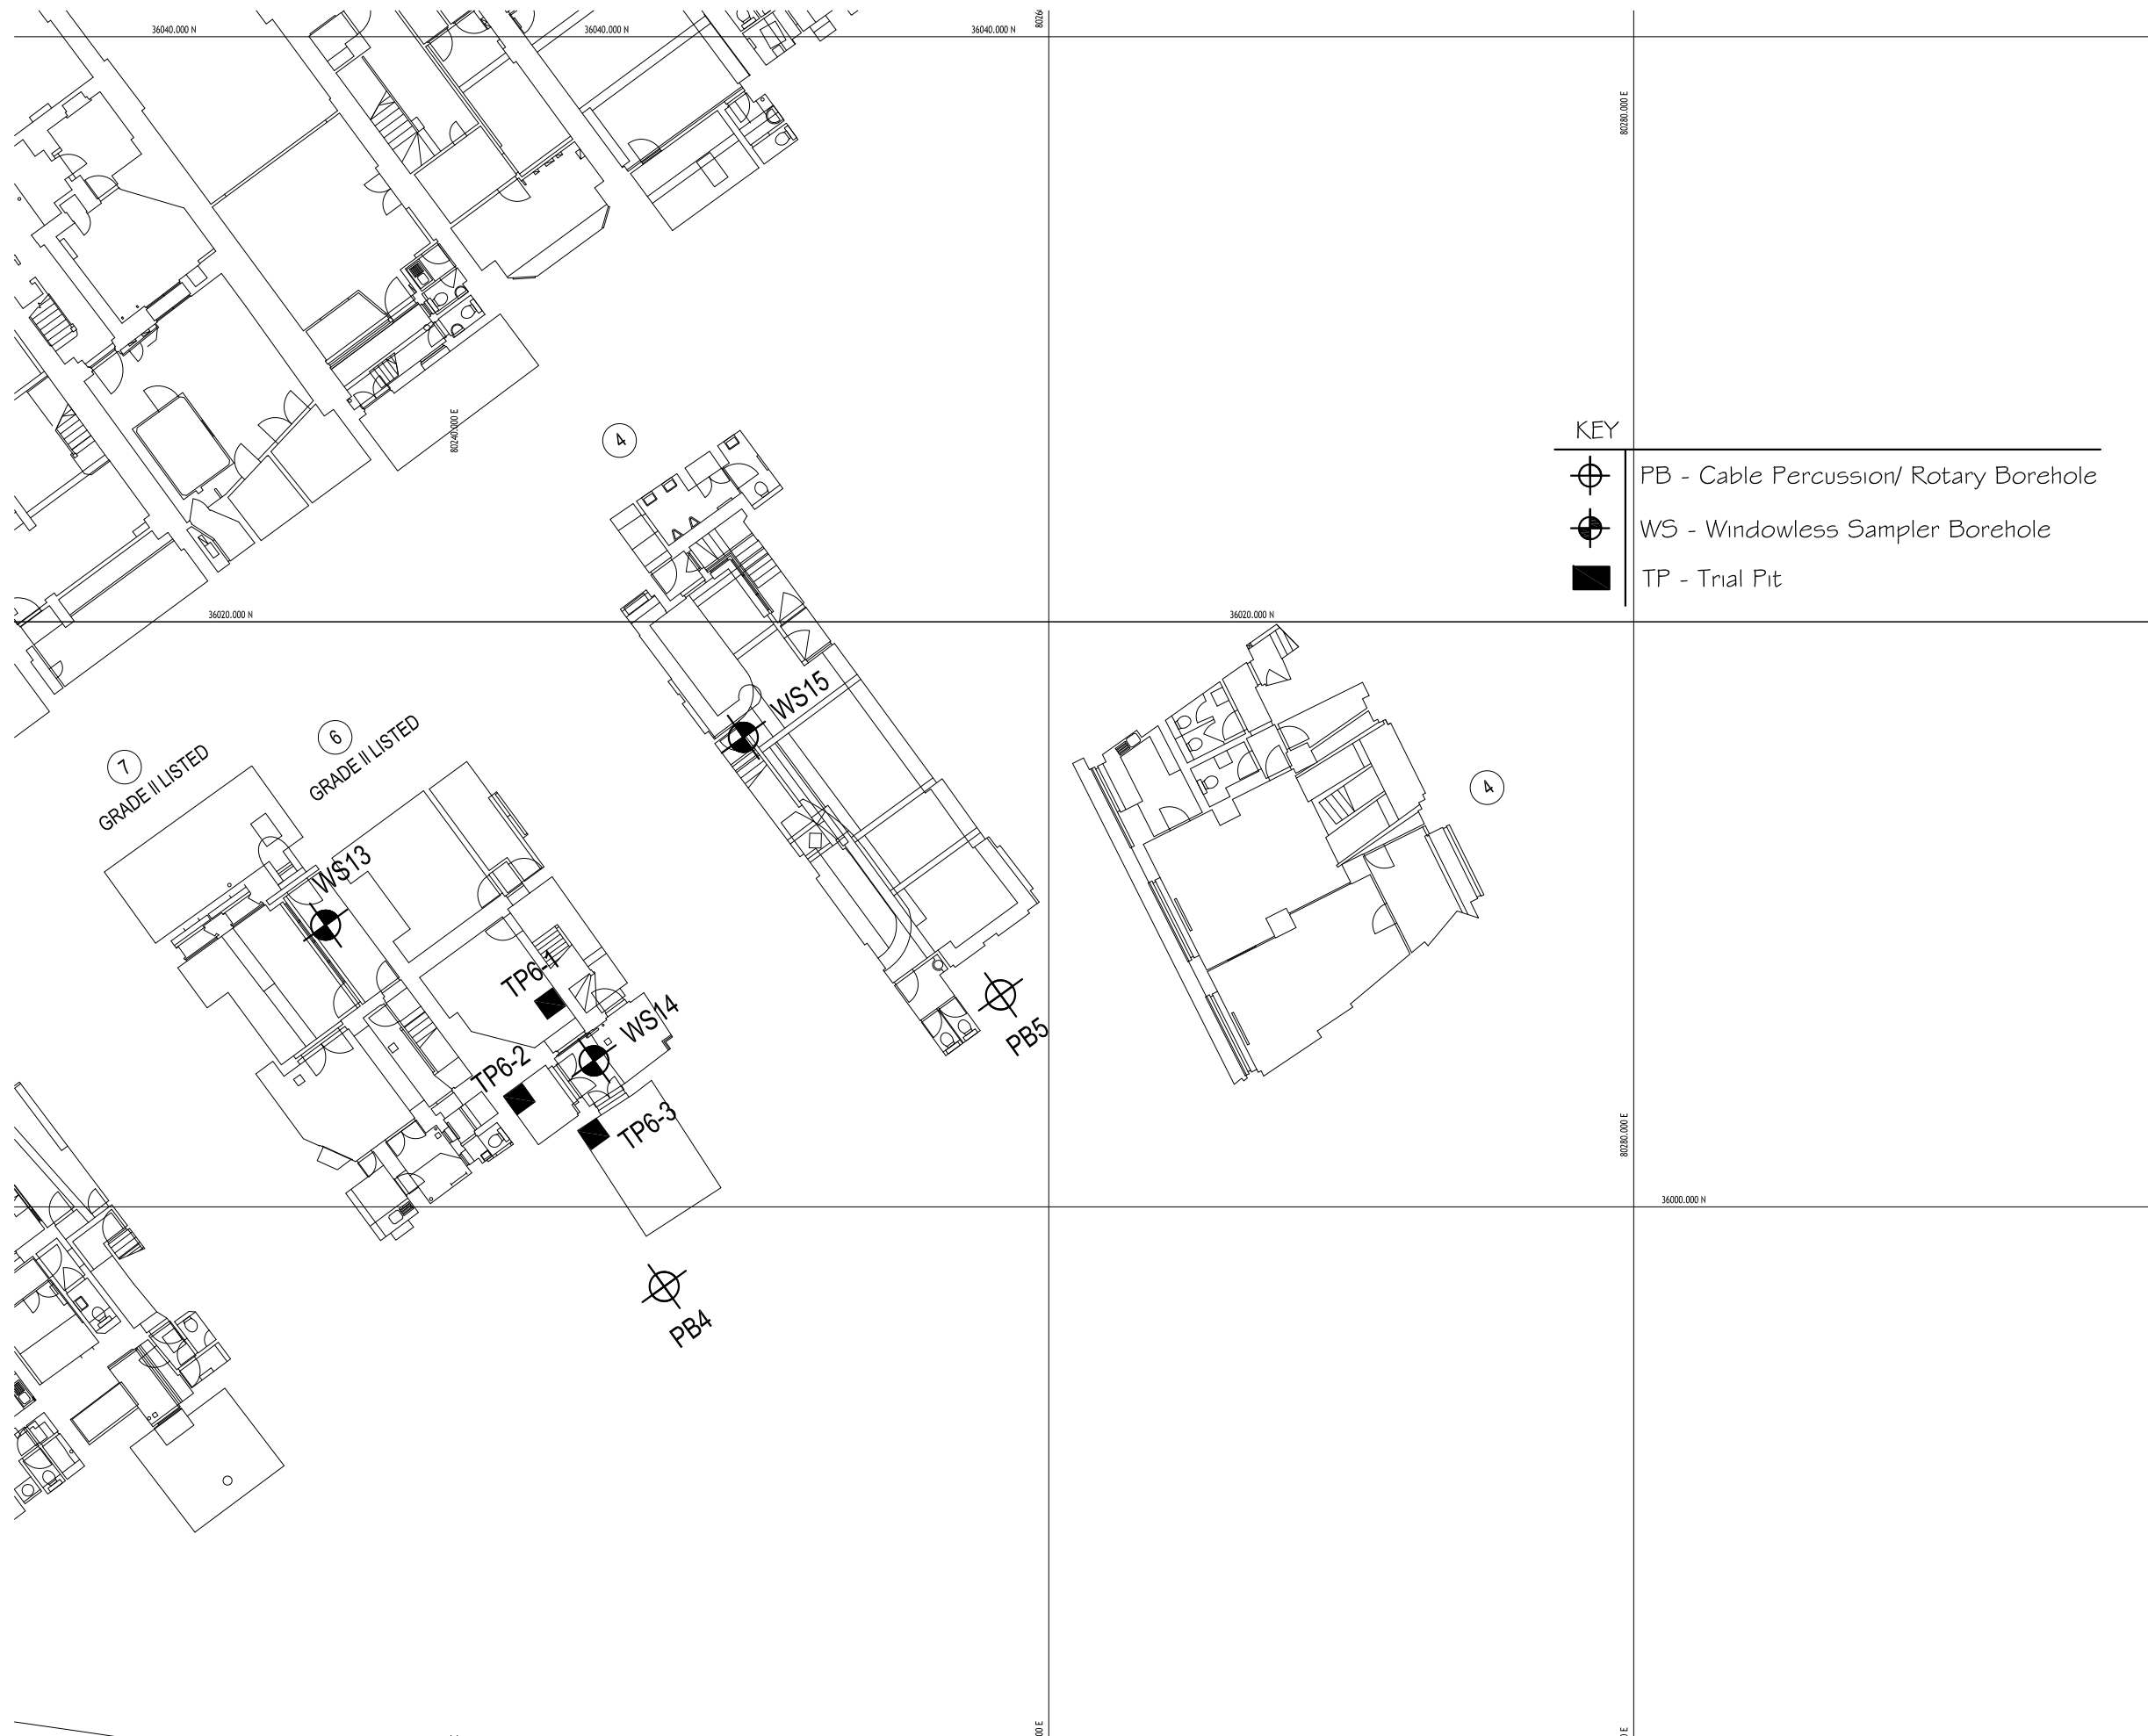 36040.000 N
36040.000 N
36040.000 N
80280.000 E
80240.000 E
4
KEY
PB - Cable Percussion/ Rotary Borehole
WS - Windowless Sampler Borehole
TP - Trial Pit
36020.000 N
36020.000 N
WS15
6
GRADE II LISTED
7
GRADE II LISTED
4
WS13
TP6-1
WS14
PB5
TP6-2
TP6-3
80280.000 E
36000.000 N
PB4